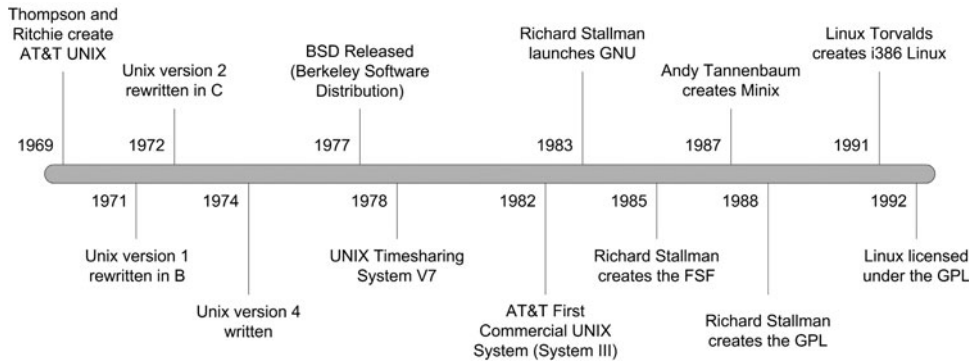 Thompson and
Ritchie create
AT&T UNIX
Unix version 2
rewritten in C
BSD Released
(Berkeley Software
Distribution)
Richard Stallman
launches GNU
Andy Tannenbaum
creates Minix
Linux Torvalds
creates i386 Linux
1969
1972
1977
1983
1987
1991
1971
1974
1978
1982
1985
1988
1992
Unix version 1
rewritten in B
Unix version 4
written
UNIX Timesharing
System V7
AT&T First
Commercial UNIX
System (System III)
Richard Stallman
creates the FSF
Richard Stallman
creates the GPL
Linux licensed
under the GPL